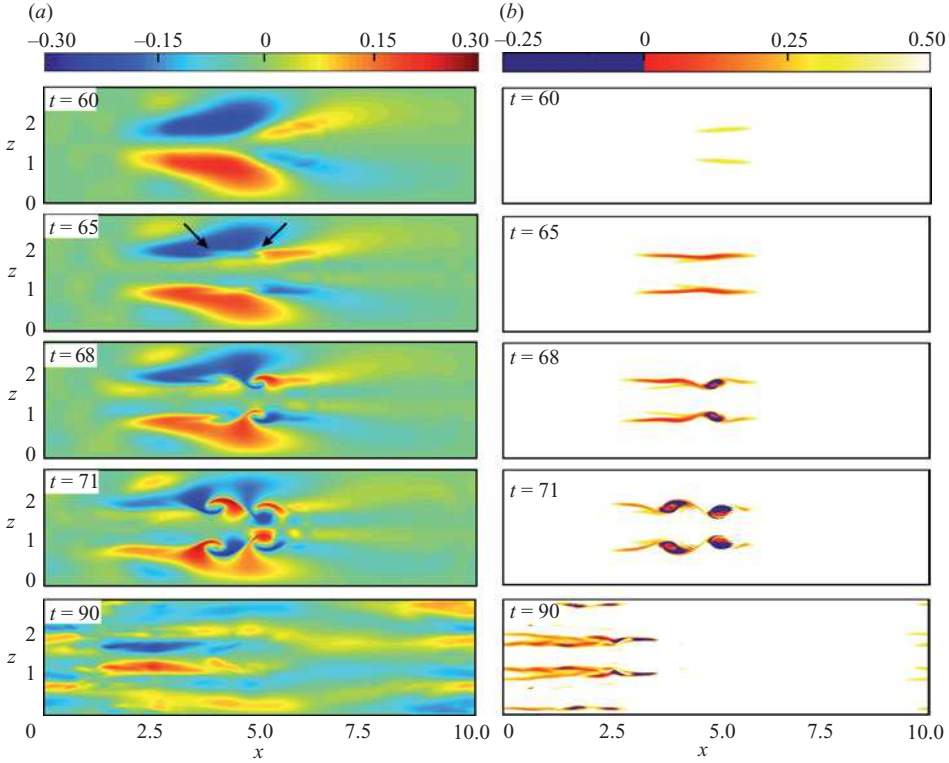 (a) (b)
−0.30 −0.15 0 0.15 0.30 −0.25 0 0.25 0.50
t = 60 t = 60
2
z 1
0
t = 65 t = 65
2
z 1
0
t = 68 t = 68
2
z 1
0
t = 71 t = 71
2
z 1
0
t = 90 t = 90
2
z 1
0 2.5 5.0 7.5 10.0 0 2.5 5.0 7.5 10.0
x x